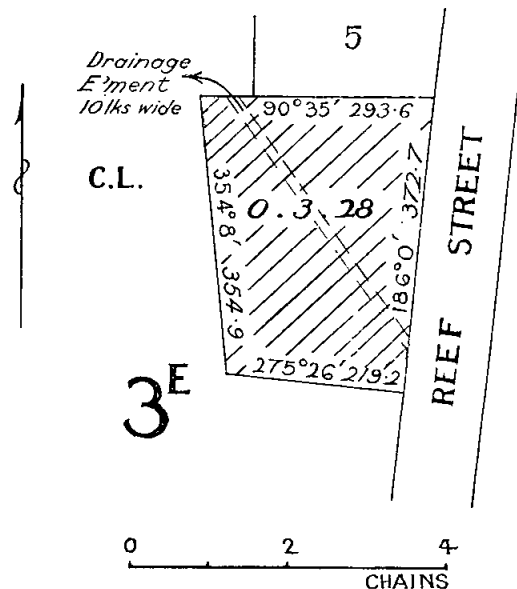 5
Drainage
E'ment
10lks wide
90°35' 293·6
C.L.
354°8' 354·9
0 . 3 . 28
186°0' 372·7
REEF STREET
275°26' 219·2
3E
0 2 4
CHAINS